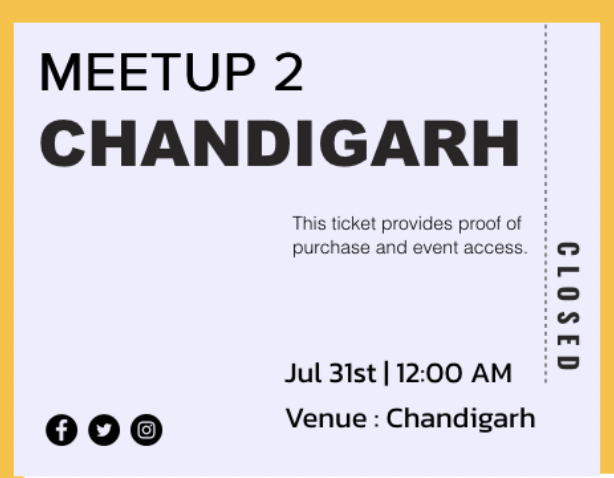 MEETUP 2
CHANDIGARH
This ticket provides proof of
purchase and event access.
CLOSED
Jul 31st | 12:00 AM
Venue : Chandigarh